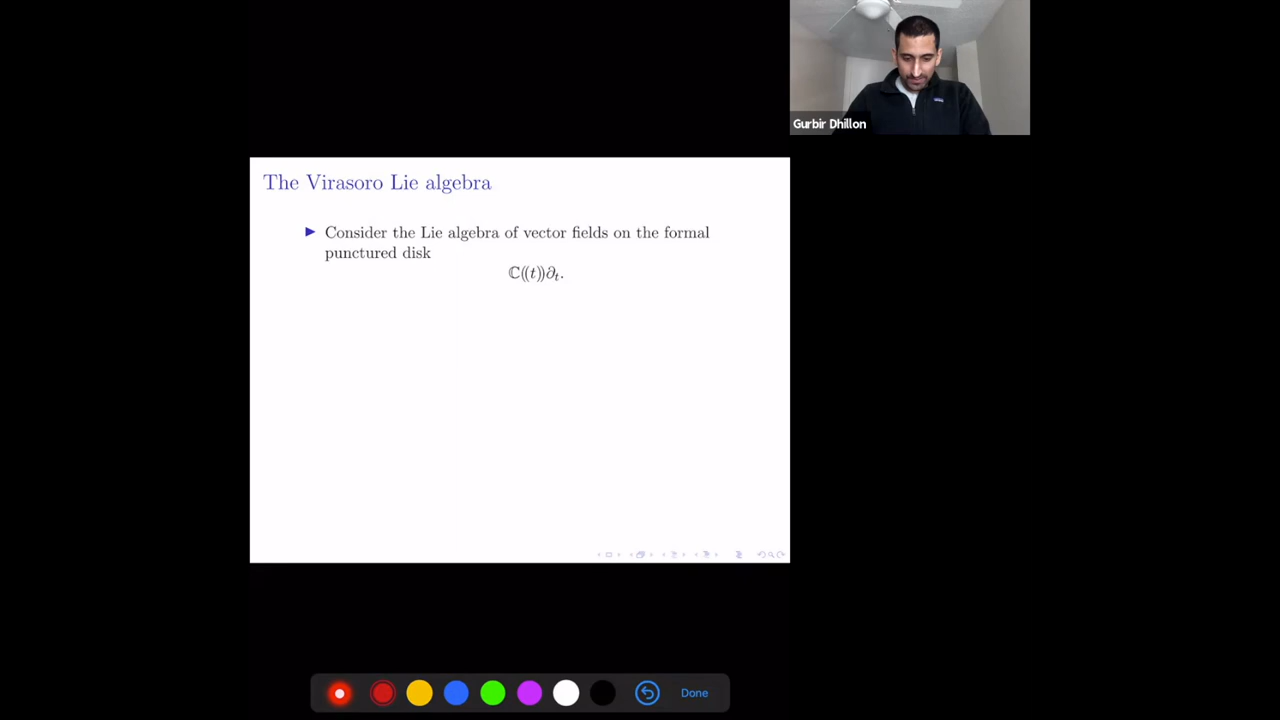 Gurbir Dhillon
The Virasoro Lie algebra
Consider the Lie algebra of vector fields on the formal
punctured disk
ℂ((t))∂ₜ.
Done